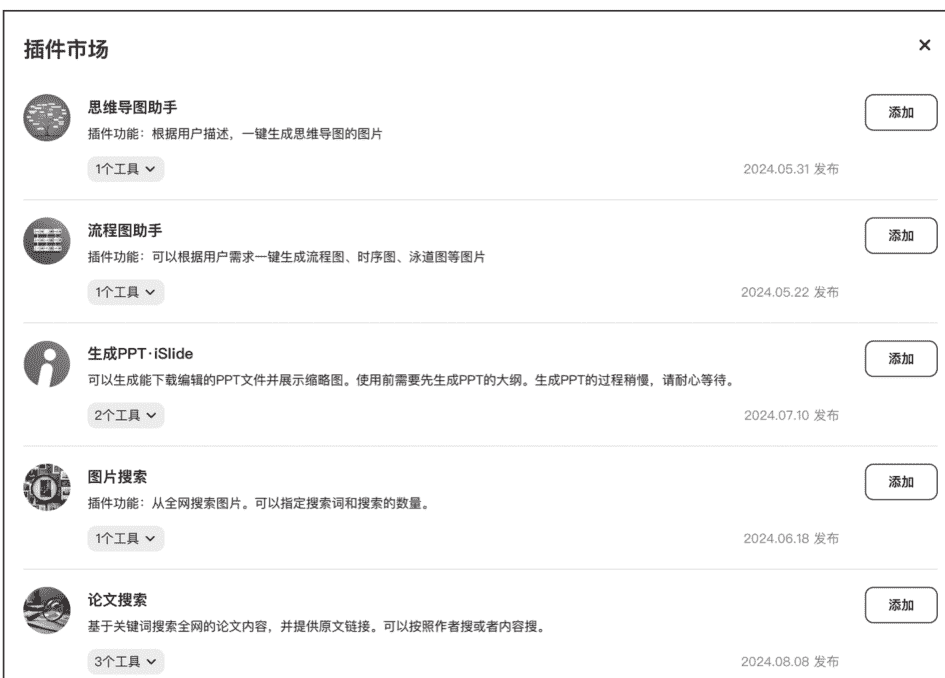 插件市场
思维导图助手
添加
插件功能：根据用户描述，一键生成思维导图的图片
1个工具
2024.05.31 发布
流程图助手
添加
插件功能：可以根据用户需求一键生成流程图、时序图、泳道图等图片
1个工具
2024.05.22 发布
生成PPT·iSlide
添加
可以生成能下载编辑的PPT文件并展示缩略图。使用前需要先生成PPT的大纲。生成PPT的过程稍慢，请耐心等待。
2个工具
2024.07.10 发布
图片搜索
添加
插件功能：从全网搜索图片。可以指定搜索词和搜索的数量。
1个工具
2024.06.18 发布
论文搜索
添加
基于关键词搜索全网的论文内容，并提供原文链接。可以按照作者搜或者内容搜。
3个工具
2024.08.08 发布